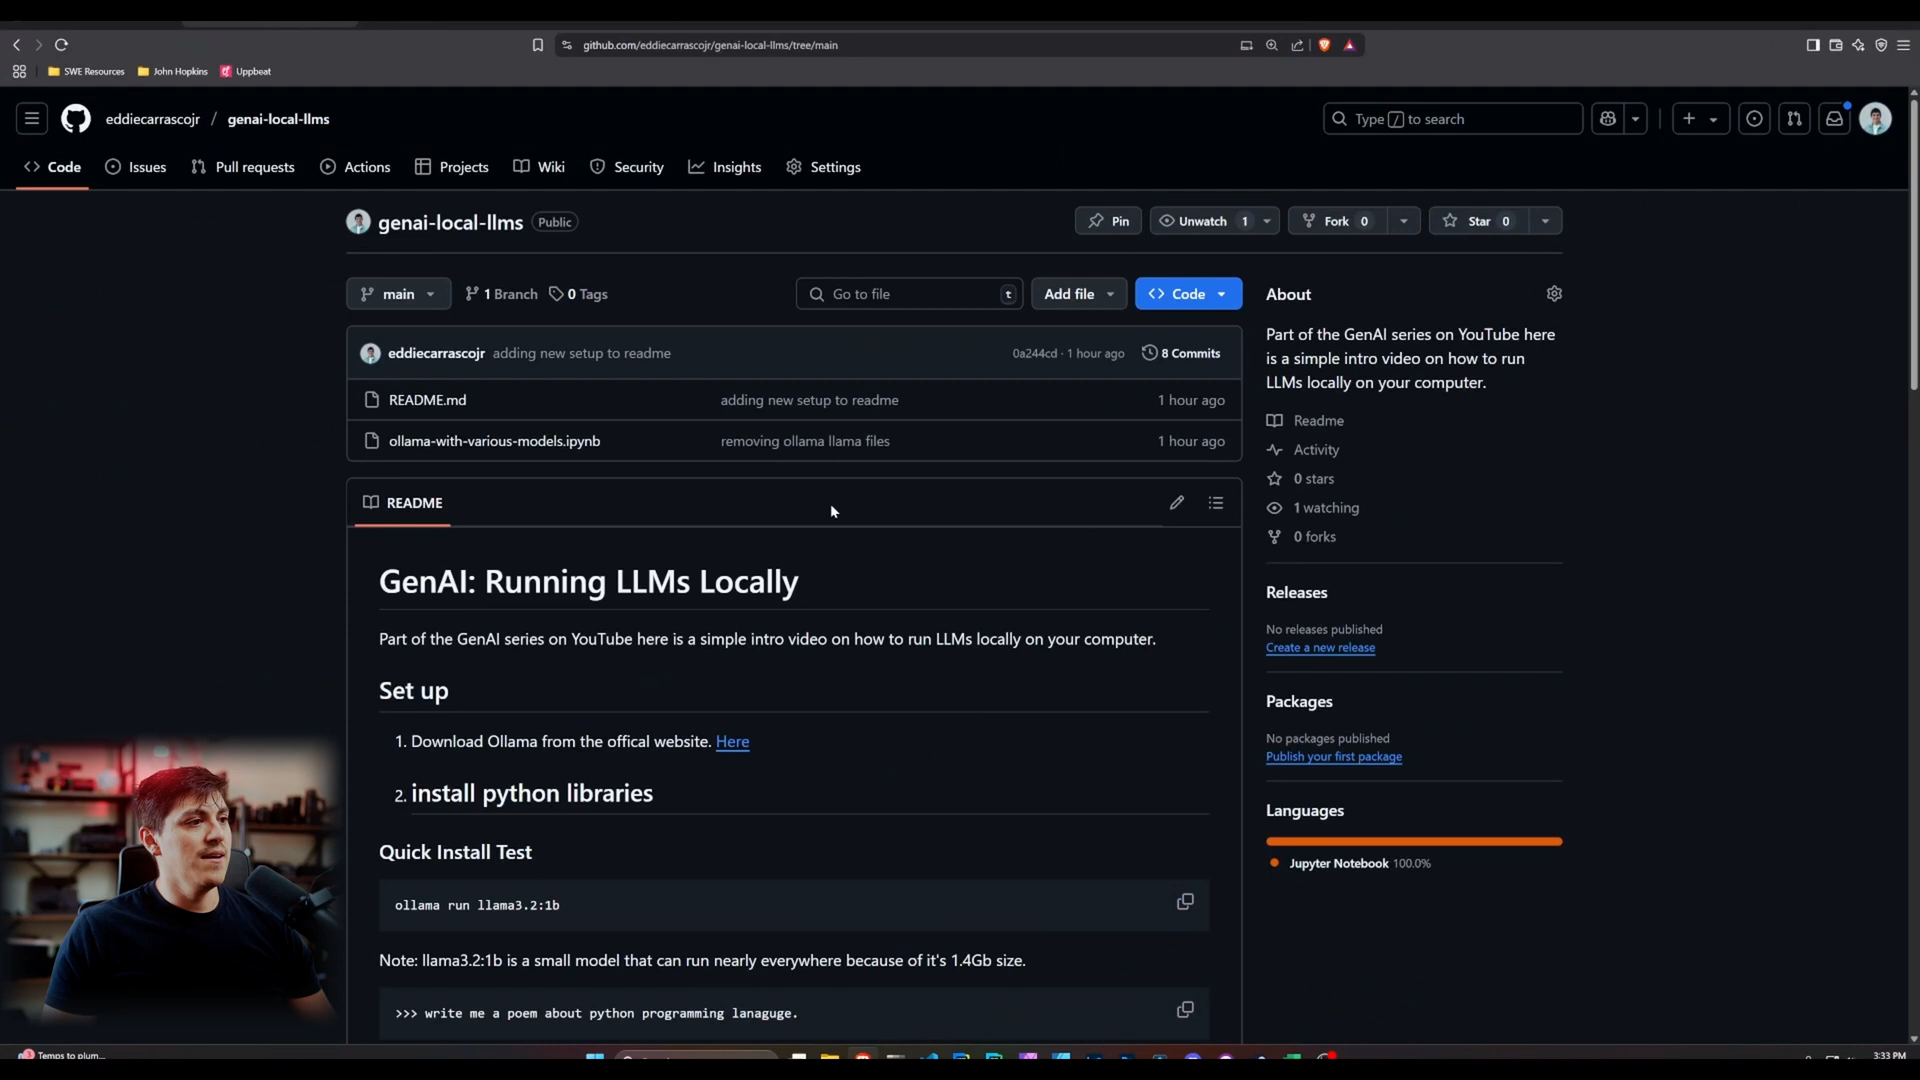 github.com/eddiecarrascojr/genai-local-llms/tree/main
SWE Resources
John Hopkins
Uppbeat
eddiecarrascojr / genai-local-llms
Type / to search
Code
Issues
Pull requests
Actions
Projects
Wiki
Security
Insights
Settings
genai-local-llms
Public
Pin
Unwatch 1
Fork 0
Star 0
main
1 Branch
0 Tags
Go to file
t
Add file
Code
eddiecarrascojr adding new setup to readme
0a244cd · 1 hour ago
8 Commits
README.md
adding new setup to readme
1 hour ago
ollama-with-various-models.ipynb
removing ollama llama files
1 hour ago
README
GenAI: Running LLMs Locally
Part of the GenAI series on YouTube here is a simple intro video on how to run LLMs locally on your computer.
Set up
1. Download Ollama from the offical website. Here
2. install python libraries
Quick Install Test
ollama run llama3.2:1b
Note: llama3.2:1b is a small model that can run nearly everywhere because of it's 1.4Gb size.
>>> write me a poem about python programming lanaguge.
About
Part of the GenAI series on YouTube here
is a simple intro video on how to run
LLMs locally on your computer.
Readme
Activity
0 stars
1 watching
0 forks
Releases
No releases published
Create a new release
Packages
No packages published
Publish your first package
Languages
Jupyter Notebook 100.0%
Temps to plum...
3:33 PM